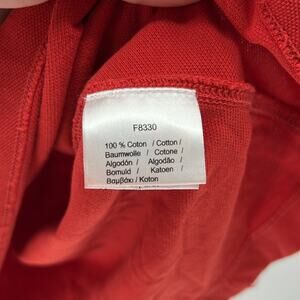 F8330
100 % Coton / Cotton /
Baumwolle / Cotone /
Algodón / Algodão /
Bomuld / Katoen /
Βαμβάκι / Koton